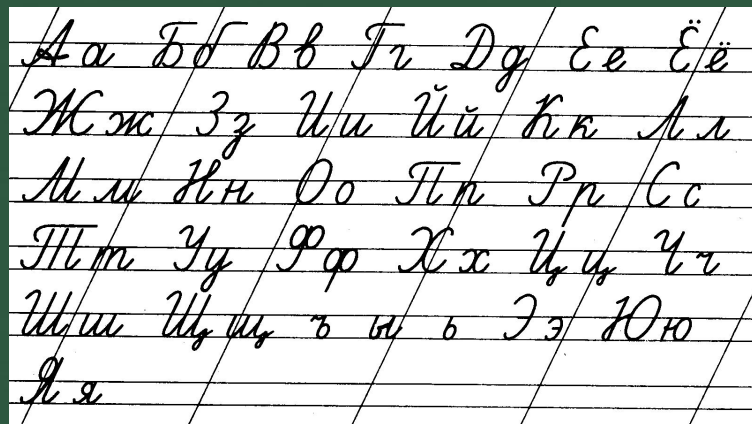 Аа Бб Вв Гг Дд Ее Ёё
Жж Зз Ии Йй Кк Лл
Мм Нн Оо Пп Рр Сс
Тт Уу Фф Хх Цц Чч
Шш Щщ ъ ы ь Ээ Юю
Яя